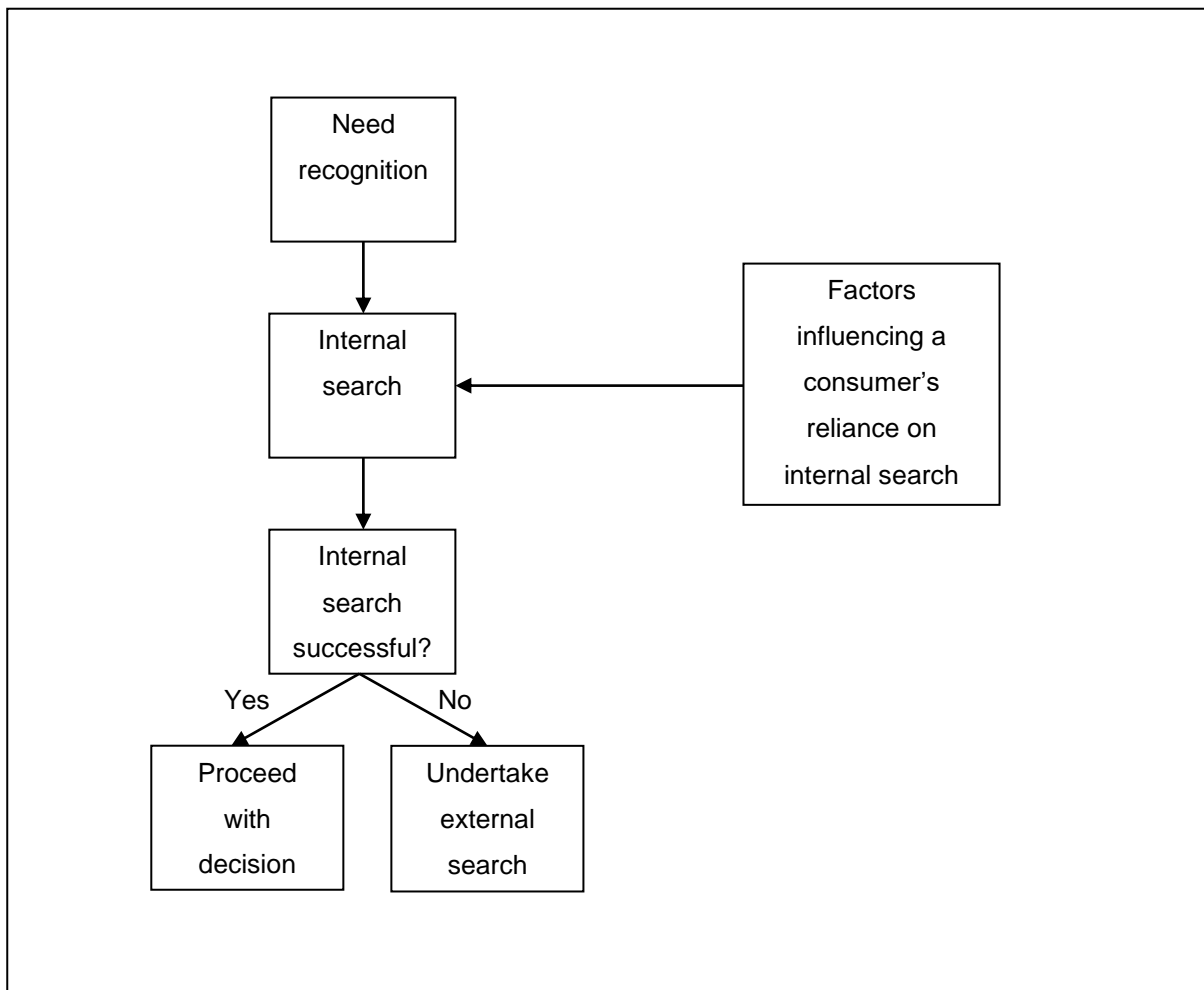 Need
recognition
Internal
search
Factors
influencing a
consumer’s
reliance on
internal search
Internal
search
successful?
Yes
No
Proceed
with
decision
Undertake
external
search